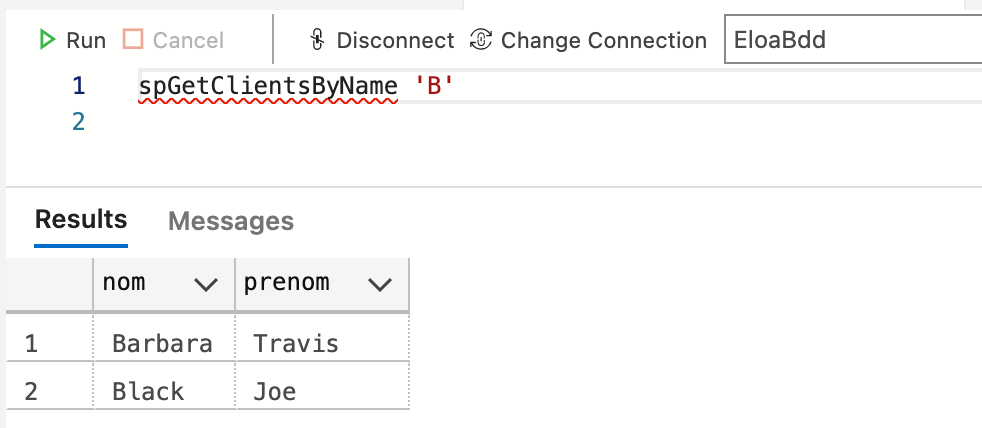 Run Cancel Disconnect Change Connection EloaBdd
1 spGetClientsByName 'B'
2
Results Messages
nom prenom
1 Barbara Travis
2 Black Joe